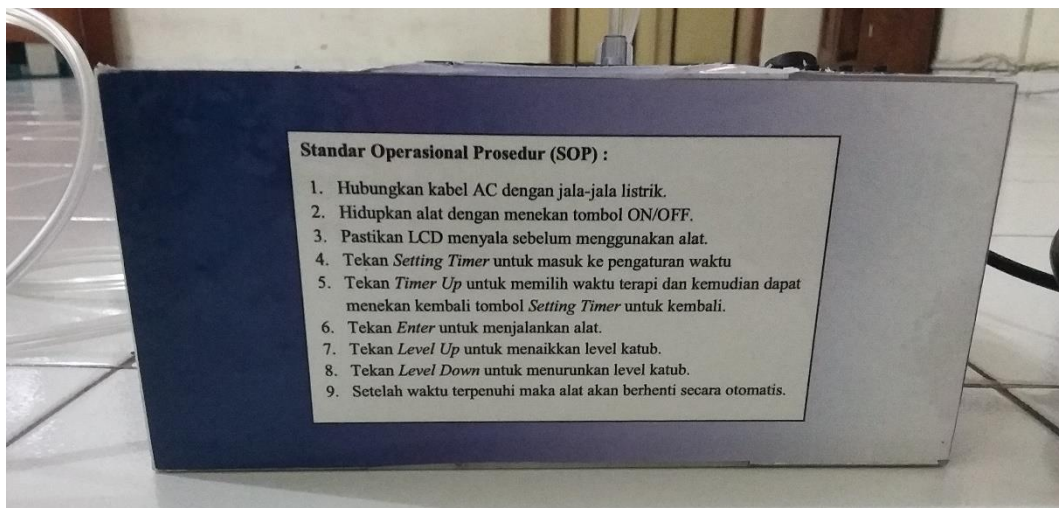 Standar Operasional Prosedur (SOP) :
1. Hubungkan kabel AC dengan jala-jala listrik.
2. Hidupkan alat dengan menekan tombol ON/OFF.
3. Pastikan LCD menyala sebelum menggunakan alat.
4. Tekan Setting Timer untuk masuk ke pengaturan waktu
5. Tekan Timer Up untuk memilih waktu terapi dan kemudian dapat
menekan kembali tombol Setting Timer untuk kembali.
6. Tekan Enter untuk menjalankan alat.
7. Tekan Level Up untuk menaikkan level katub.
8. Tekan Level Down untuk menurunkan level katub.
9. Setelah waktu terpenuhi maka alat akan berhenti secara otomatis.